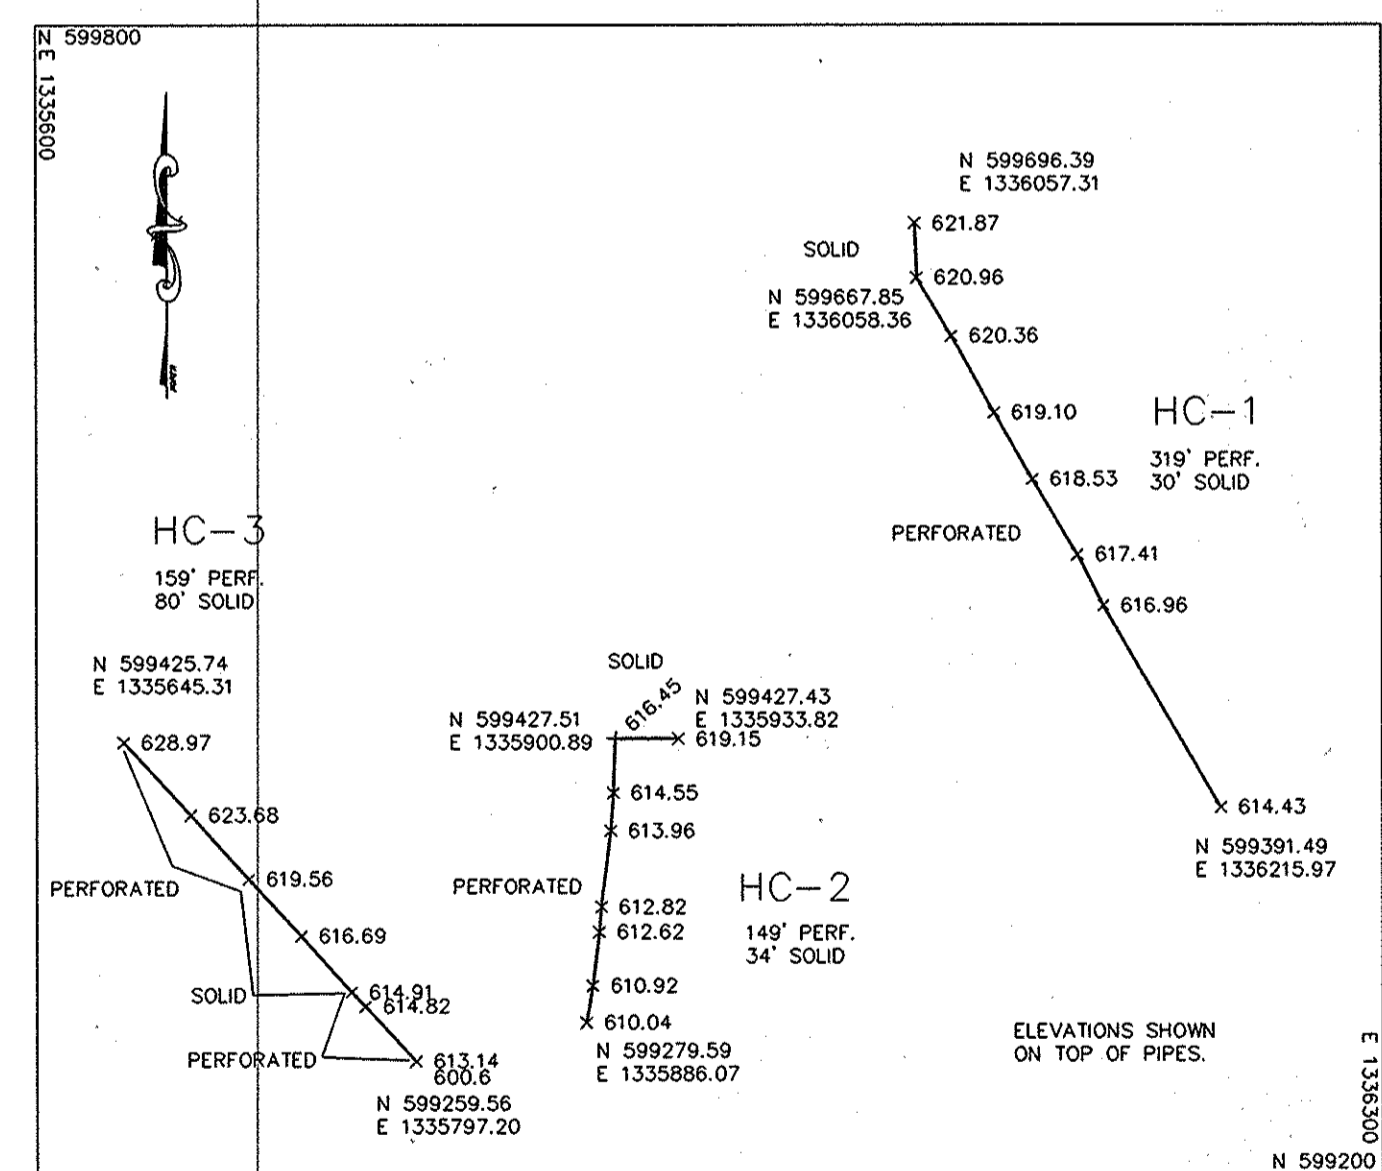 N 599800
E 1335600
N 599696.39
E 1336057.31
621.87
SOLID
620.96
N 599667.85
E 1336058.36
620.36
619.10
HC-1
319' PERF.
30' SOLID
618.53
PERFORATED
617.41
616.96
614.43
N 599391.49
E 1336215.97
HC-3
159' PERF.
80' SOLID
N 599425.74
E 1335645.31
628.97
623.68
619.56
PERFORATED
616.69
SOLID
614.91
614.82
PERFORATED
613.14
600.6
N 599259.56
E 1335797.20
SOLID
616.45
N 599427.43
E 1335933.82
619.15
N 599427.51
E 1335900.89
614.55
613.96
PERFORATED
HC-2
149' PERF.
34' SOLID
612.82
612.62
610.92
610.04
N 599279.59
E 1335886.07
ELEVATIONS SHOWN
ON TOP OF PIPES.
E 1336300
N 599200